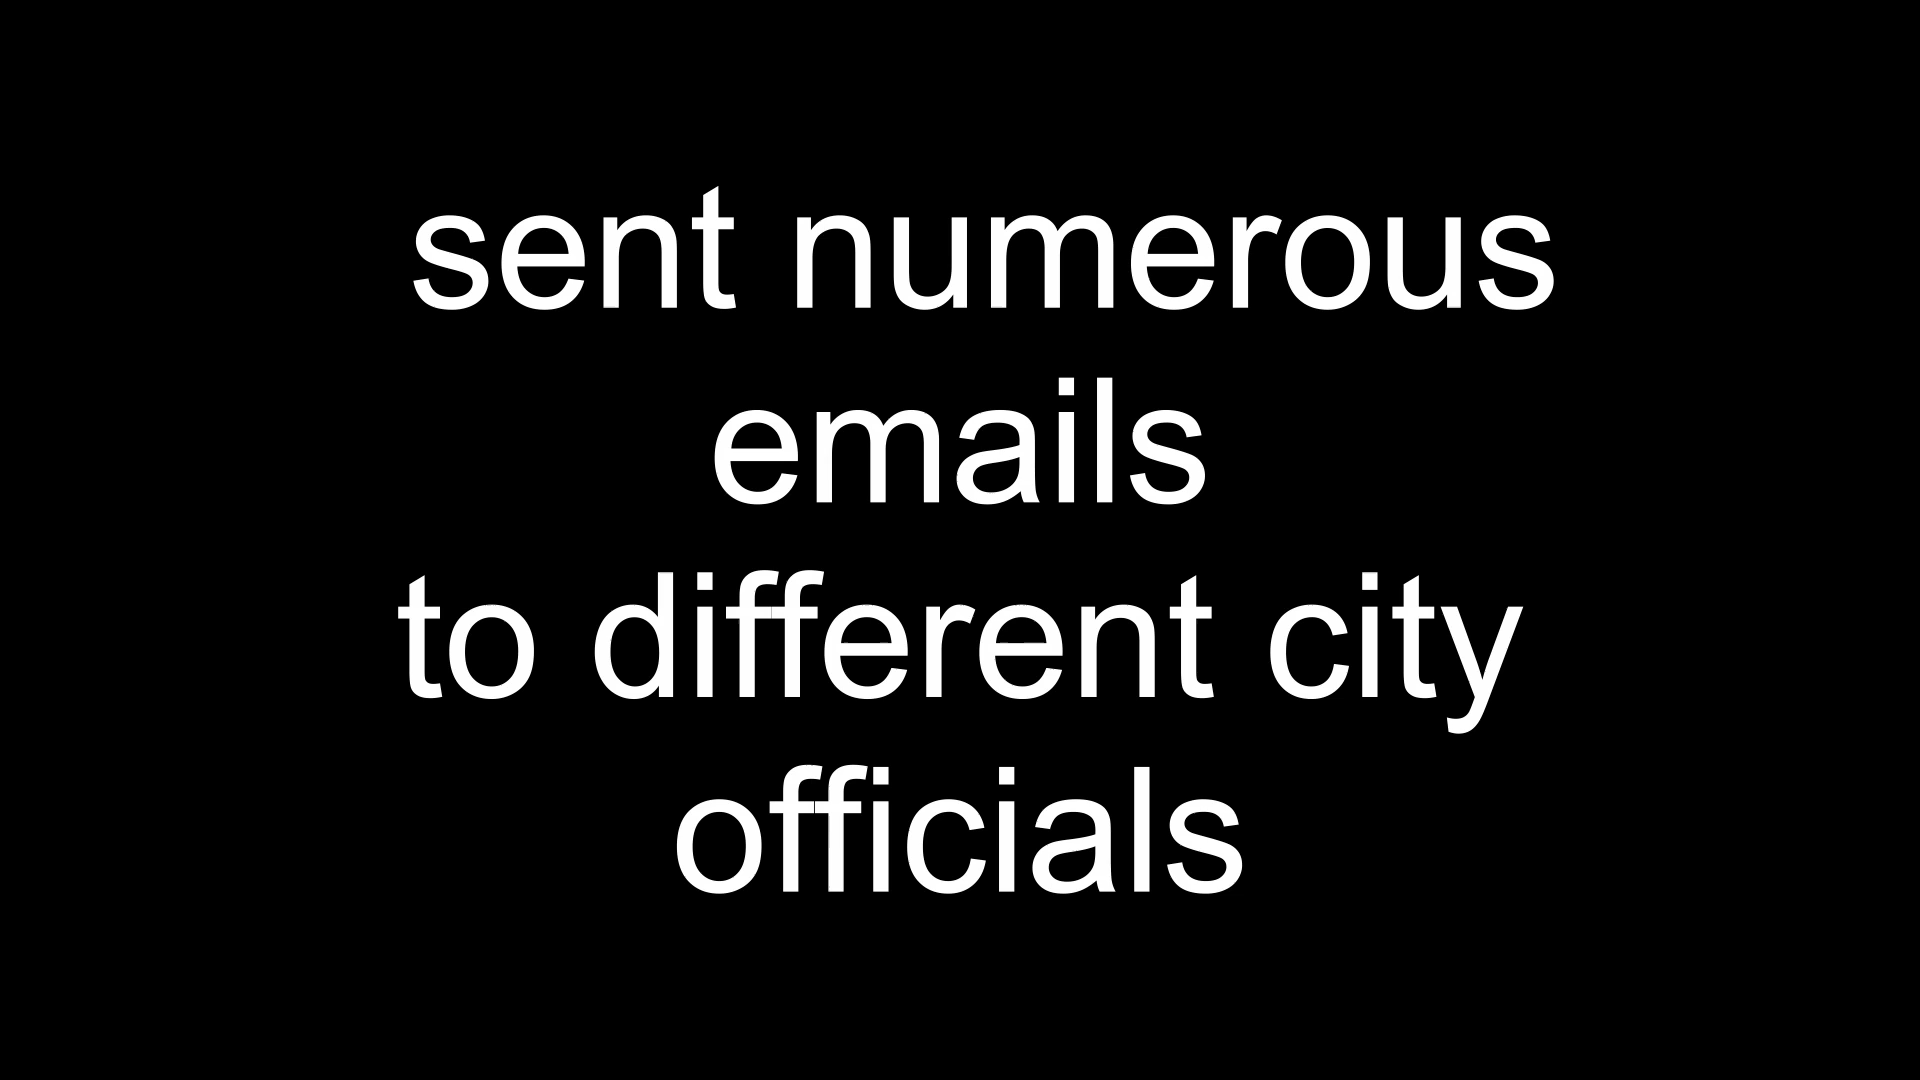 sent numerous
emails
to different city
officials